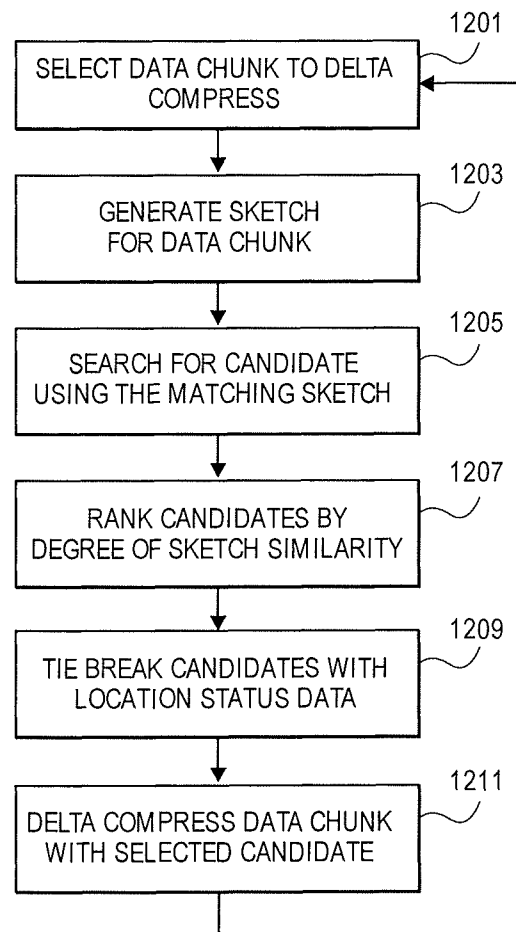 1201
SELECT DATA CHUNK TO DELTA
COMPRESS
1203
GENERATE SKETCH
FOR DATA CHUNK
1205
SEARCH FOR CANDIDATE
USING THE MATCHING SKETCH
1207
RANK CANDIDATES BY
DEGREE OF SKETCH SIMILARITY
1209
TIE BREAK CANDIDATES WITH
LOCATION STATUS DATA
1211
DELTA COMPRESS DATA CHUNK
WITH SELECTED CANDIDATE